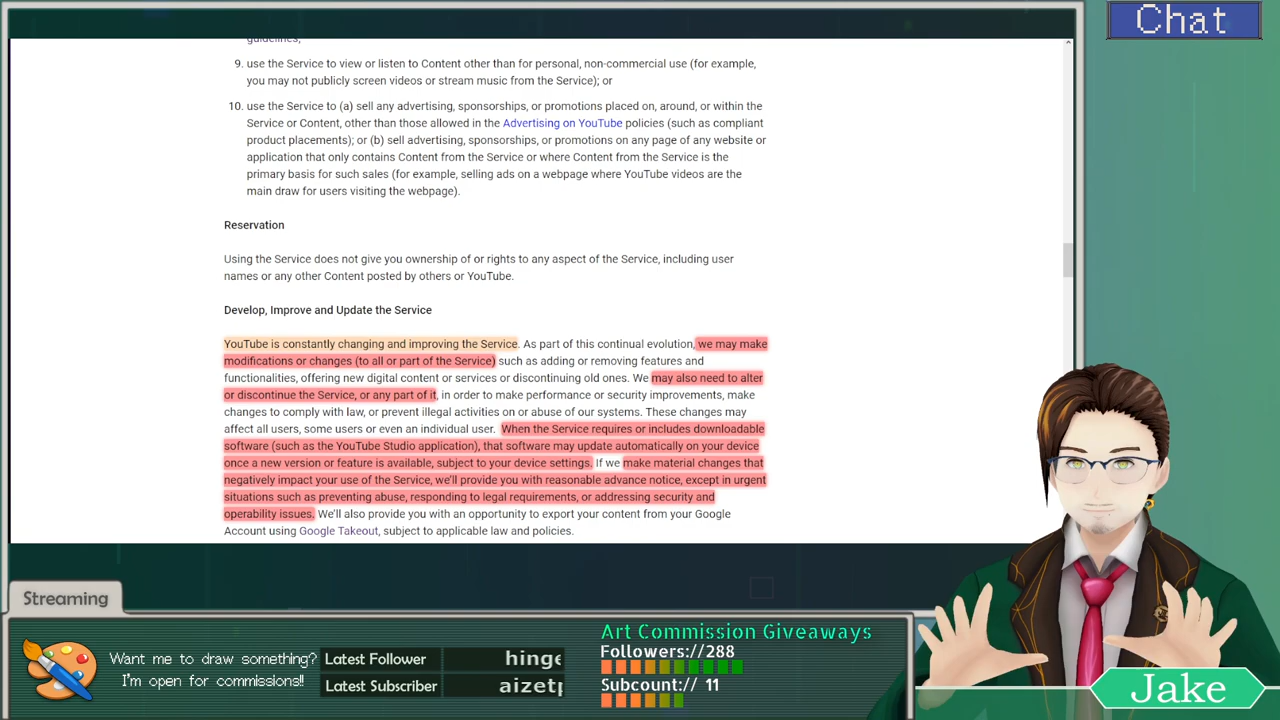 Chat
guidelines;
9. use the Service to view or listen to Content other than for personal, non-commercial use (for example,
you may not publicly screen videos or stream music from the Service); or
10. use the Service to (a) sell any advertising, sponsorships, or promotions placed on, around, or within the
Service or Content, other than those allowed in the Advertising on YouTube policies (such as compliant
product placements); or (b) sell advertising, sponsorships, or promotions on any page of any website or
application that only contains Content from the Service or where Content from the Service is the
primary basis for such sales (for example, selling ads on a webpage where YouTube videos are the
main draw for users visiting the webpage).
Reservation
Using the Service does not give you ownership of or rights to any aspect of the Service, including user
names or any other Content posted by others or YouTube.
Develop, Improve and Update the Service
YouTube is constantly changing and improving the Service. As part of this continual evolution, we may make
modifications or changes (to all or part of the Service) such as adding or removing features and
functionalities, offering new digital content or services or discontinuing old ones. We may also need to alter
or discontinue the Service, or any part of it, in order to make performance or security improvements, make
changes to comply with law, or prevent illegal activities on or abuse of our systems. These changes may
affect all users, some users or even an individual user. When the Service requires or includes downloadable
software (such as the YouTube Studio application), that software may update automatically on your device
once a new version or feature is available, subject to your device settings. If we make material changes that
negatively impact your use of the Service, we'll provide you with reasonable advance notice, except in urgent
situations such as preventing abuse, responding to legal requirements, or addressing security and
operability issues. We'll also provide you with an opportunity to export your content from your Google
Account using Google Takeout, subject to applicable law and policies.
Streaming
Want me to draw something?
I'm open for commissions!!
Latest Follower hinge
Latest Subscriber aizetp
Art Commission Giveaways
Followers://288
Subcount:// 11
Jake